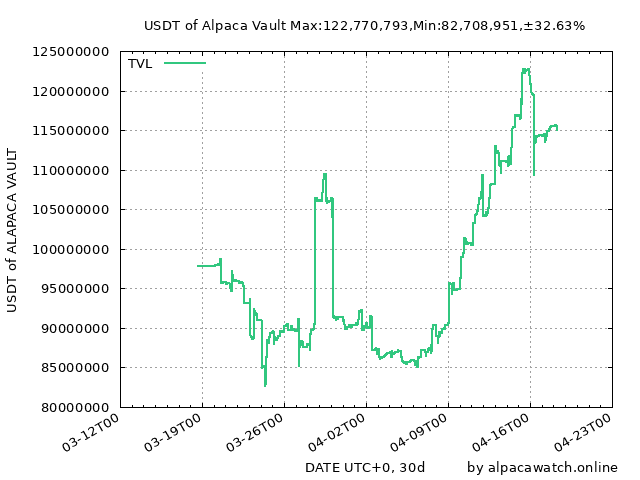 USDT of Alpaca Vault Max:122,770,793,Min:82,708,951,±32.63%
TVL
125000000
120000000
115000000
110000000
105000000
100000000
95000000
90000000
85000000
80000000
USDT of ALAPACA VAULT
03-12T00
03-19T00
03-26T00
04-02T00
04-09T00
04-16T00
04-23T00
DATE UTC+0, 30d
by alpacawatch.online